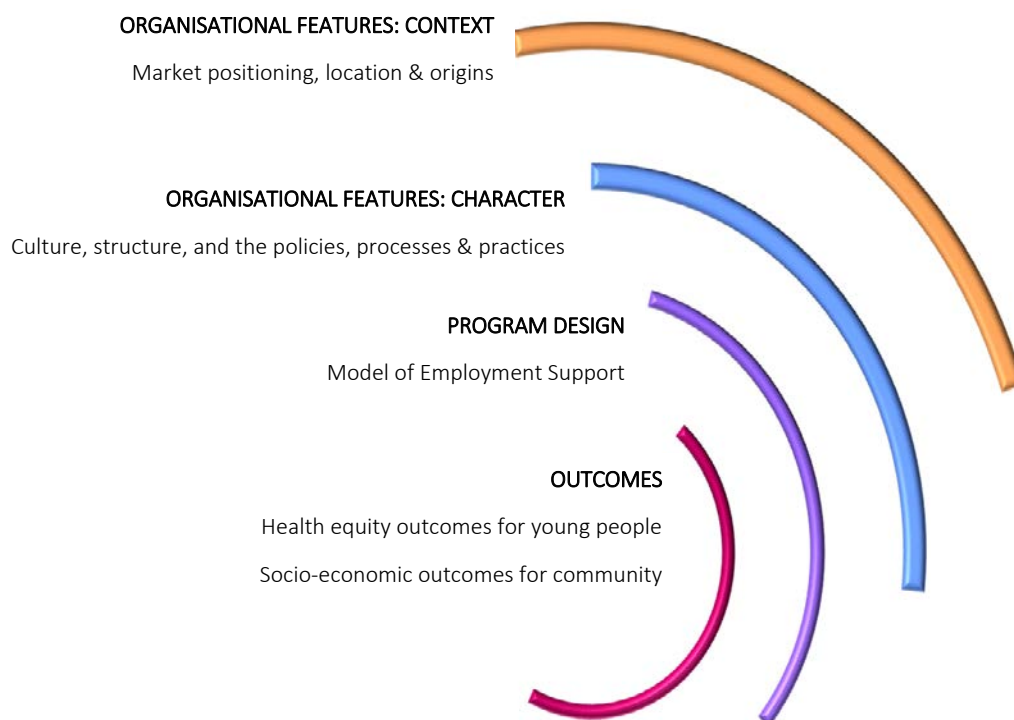 ORGANISATIONAL FEATURES: CONTEXT
Market positioning, location & origins
ORGANISATIONAL FEATURES: CHARACTER
Culture, structure, and the policies, processes & practices
PROGRAM DESIGN
Model of Employment Support
OUTCOMES
Health equity outcomes for young people
Socio-economic outcomes for community